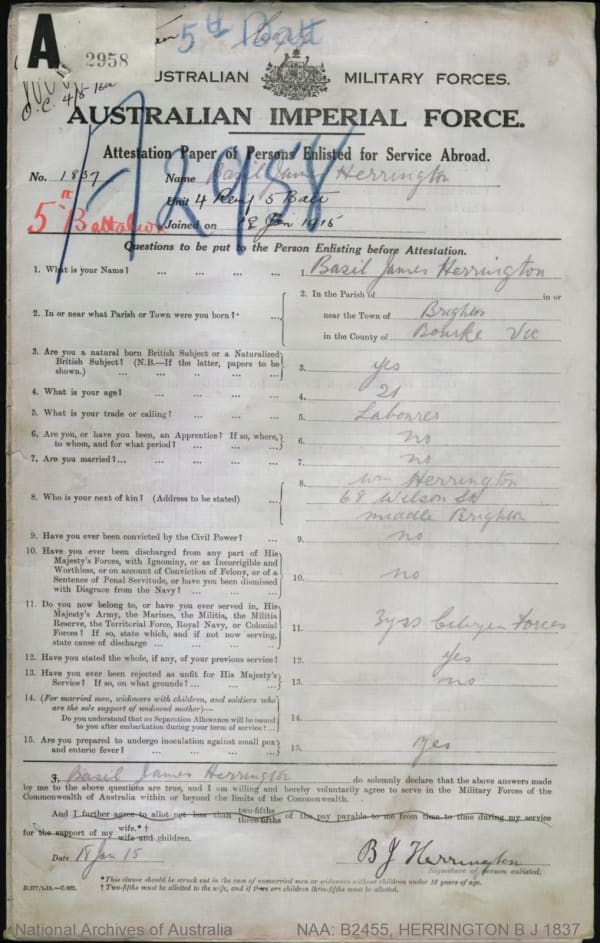 A
2958
5th Batt
O.C. 4/8-16a
AUSTRALIAN MILITARY FORCES.
AUSTRALIAN IMPERIAL FORCE.
Attestation Paper of Persons Enlisted for Service Abroad.
No. 1837 Name Basil James Herrington
Unit 4 Reinf 5 Batt
5th Battalion Joined on 18 Jan 1915
2958
Questions to be put to the Person Enlisting before Attestation.
1. What is your Name? ... ... ... ... 1. Basil James Herrington
2. In or near what Parish or Town were you born?* ... 2. In the Parish of in or
near the Town of Brighton
in the County of Bourke Vic
3. Are you a natural born British Subject or a Naturalized
British Subject? (N.B.—If the latter, papers to be
shown.) ... ... ... ... ... 3. yes
4. What is your age? ... ... ... ... 4. 21
5. What is your trade or calling? ... ... ... 5. Labourer
6. Are you, or have you been, an Apprentice? If so, where,
to whom, and for what period? ... ... ... 6. no
7. Are you married?... ... ... ... ... 7. no
8. Who is your next of kin? (Address to be stated) ... 8. Wm Herrington
68 Wilson St
middle Brighton
9. Have you ever been convicted by the Civil Power? ... 9. no
10. Have you ever been discharged from any part of His
Majesty's Forces, with Ignominy, or as Incorrigible and
Worthless, or on account of Conviction of Felony, or of a
Sentence of Penal Servitude, or have you been dismissed
with Disgrace from the Navy? ... ... ... 10. no
11. Do you now belong to, or have you ever served in, His
Majesty's Army, the Marines, the Militia, the Militia
Reserve, the Territorial Force, Royal Navy, or Colonial
Forces? If so, state which, and if not now serving,
state cause of discharge ... ... ... ... 11. 3yrs Citizen Forces
12. Have you stated the whole, if any, of your previous service? 12. yes
13. Have you ever been rejected as unfit for His Majesty's
Service? If so, on what grounds? ... ... ... 13. no
14. (For married men, widowers with children, and soldiers who
are the sole support of widowed mother)—
Do you understand that no Separation Allowance will be issued
to you after embarkation during your term of service? ... 14.
15. Are you prepared to undergo inoculation against small pox
and enteric fever? ... ... ... ... 15. yes
I, Basil James Herrington do solemnly declare that the above answers made
by me to the above questions are true, and I am willing and hereby voluntarily agree to serve in the Military Forces of the
Commonwealth of Australia within or beyond the limits of the Commonwealth.
And I further agree to allot not less than two-fifths three-fifths of the pay payable to me from time to time during my service
for the support of my wife.*† wife and children.
Date 18 Jan 15 B J Herrington
Signature of person enlisted.
*This clause should be struck out in the case of unmarried men or widowers without children under 18 years of age.
D.377/1.15.—C.882. † Two-fifths must be allotted to the wife, and if there are children three-fifths must be allotted.
National Archives of Australia NAA: B2455, HERRINGTON B J 1837